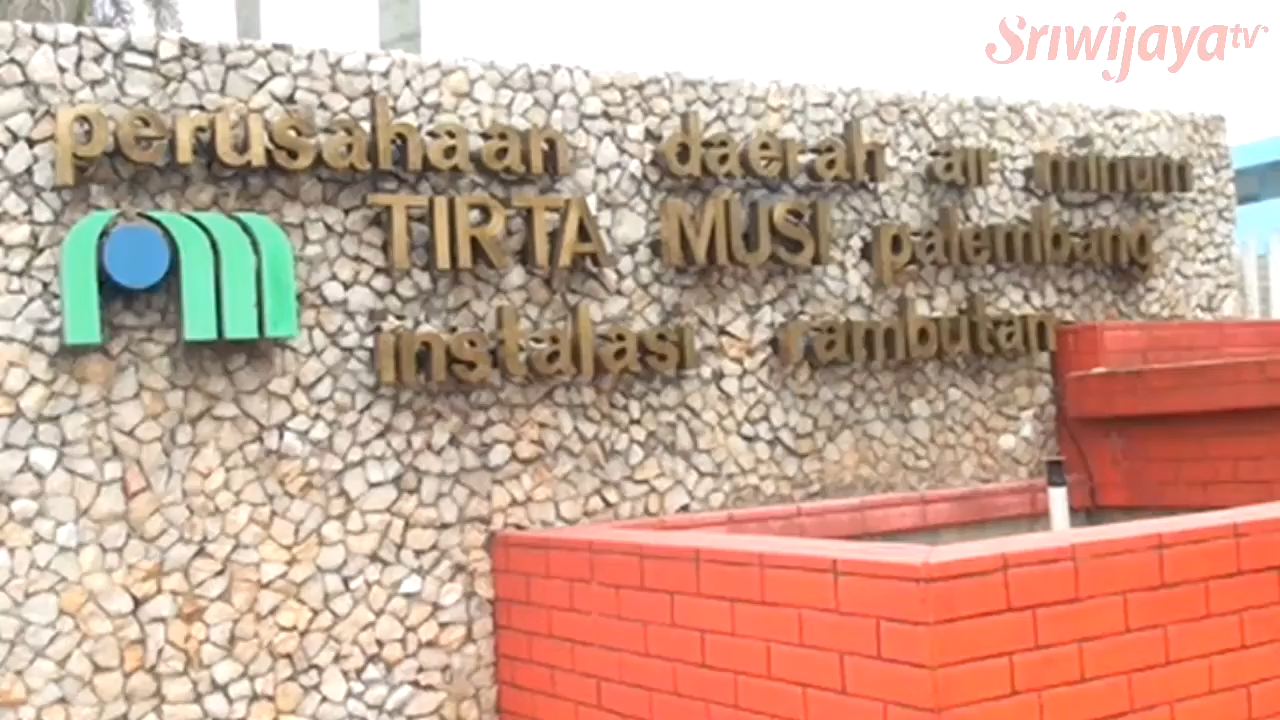 Sriwijaya tv
perusahaan daerah air minum
TIRTA MUSI palembang
instalasi rambutan